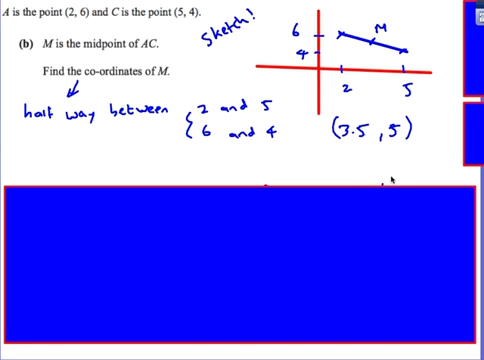 A is the point (2, 6) and C is the point (5, 4).
sketch!
(b) M is the midpoint of AC.
Find the co-ordinates of M.
half way between { 2 and 5
6 and 4
6
4
M
2
5
(3.5 , 5)